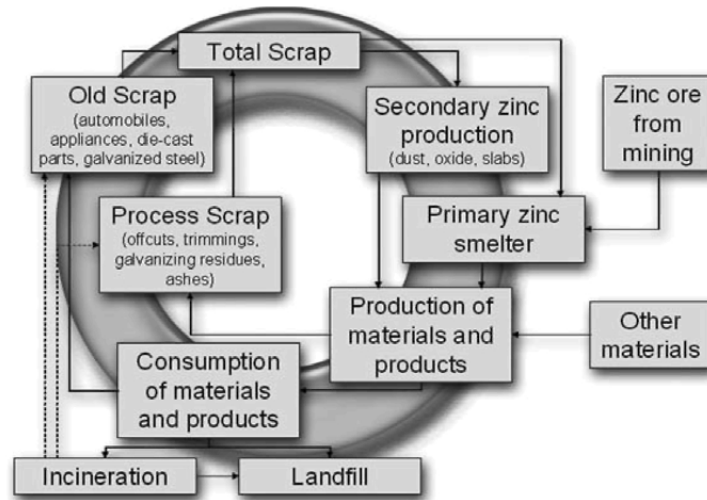 Total Scrap
Old Scrap
(automobiles,
appliances, die-cast
parts, galvanized steel)
Secondary zinc
production
(dust, oxide, slabs)
Zinc ore
from
mining
Process Scrap
(offcuts, trimmings,
galvanizing residues,
ashes)
Primary zinc
smelter
Production of
materials and
products
Other
materials
Consumption
of materials
and products
Incineration
Landfill